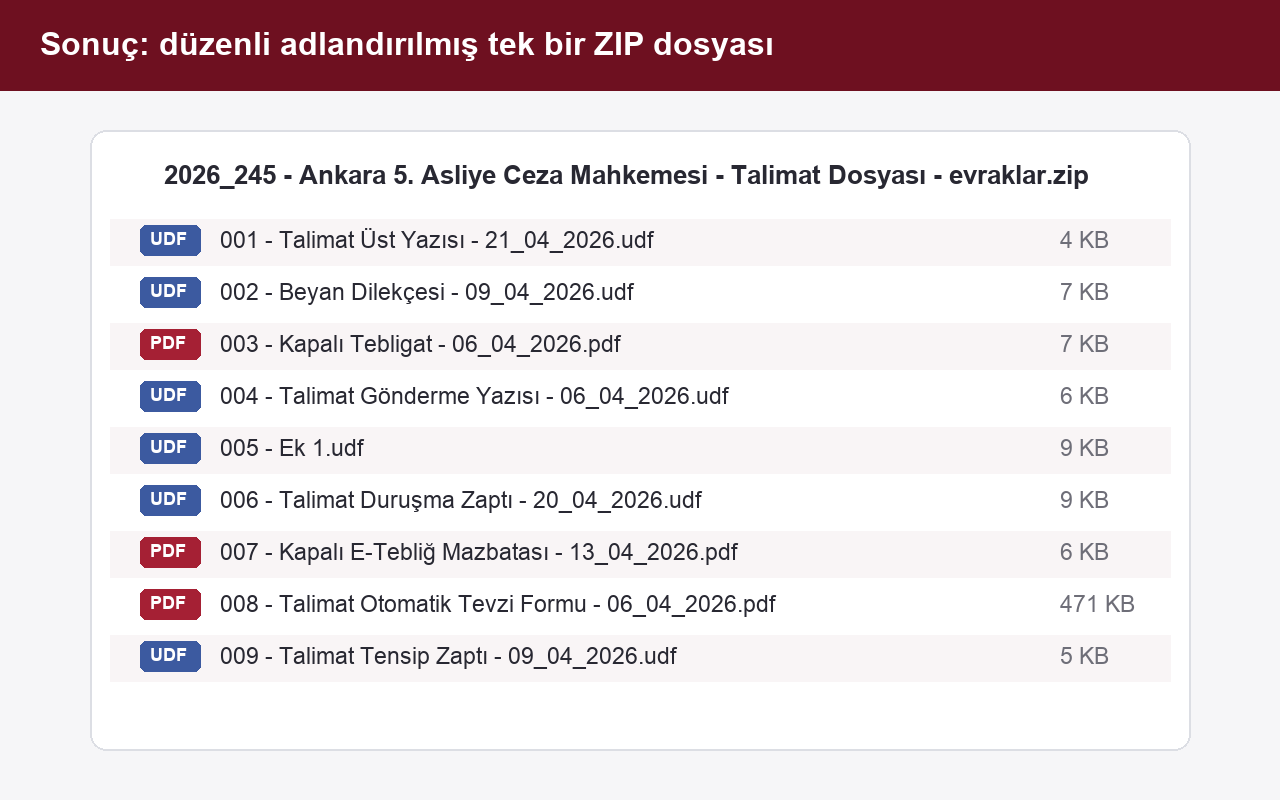 Sonuç: düzenli adlandırılmış tek bir ZIP dosyası
2026_245 - Ankara 5. Asliye Ceza Mahkemesi - Talimat Dosyası - evraklar.zip
UDF 001 - Talimat Üst Yazısı - 21_04_2026.udf 4 KB
UDF 002 - Beyan Dilekçesi - 09_04_2026.udf 7 KB
PDF 003 - Kapalı Tebligat - 06_04_2026.pdf 7 KB
UDF 004 - Talimat Gönderme Yazısı - 06_04_2026.udf 6 KB
UDF 005 - Ek 1.udf 9 KB
UDF 006 - Talimat Duruşma Zaptı - 20_04_2026.udf 9 KB
PDF 007 - Kapalı E-Tebliğ Mazbatası - 13_04_2026.pdf 6 KB
PDF 008 - Talimat Otomatik Tevzi Formu - 06_04_2026.pdf 471 KB
UDF 009 - Talimat Tensip Zaptı - 09_04_2026.udf 5 KB